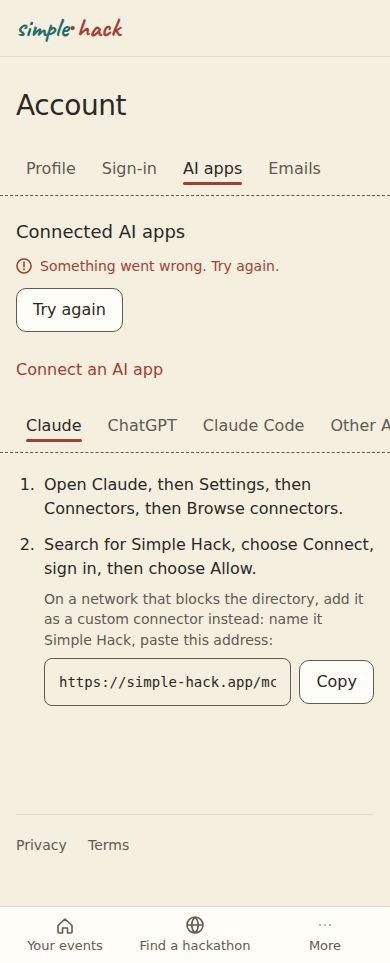 simple hack
Account
Profile Sign-in AI apps Emails
Connected AI apps
Something went wrong. Try again.
Try again
Connect an AI app
Claude ChatGPT Claude Code Other A
1. Open Claude, then Settings, then
Connectors, then Browse connectors.
2. Search for Simple Hack, choose Connect,
sign in, then choose Allow.
On a network that blocks the directory, add it
as a custom connector instead: name it
Simple Hack, paste this address:
https://simple-hack.app/mc Copy
Privacy Terms
Your events Find a hackathon More